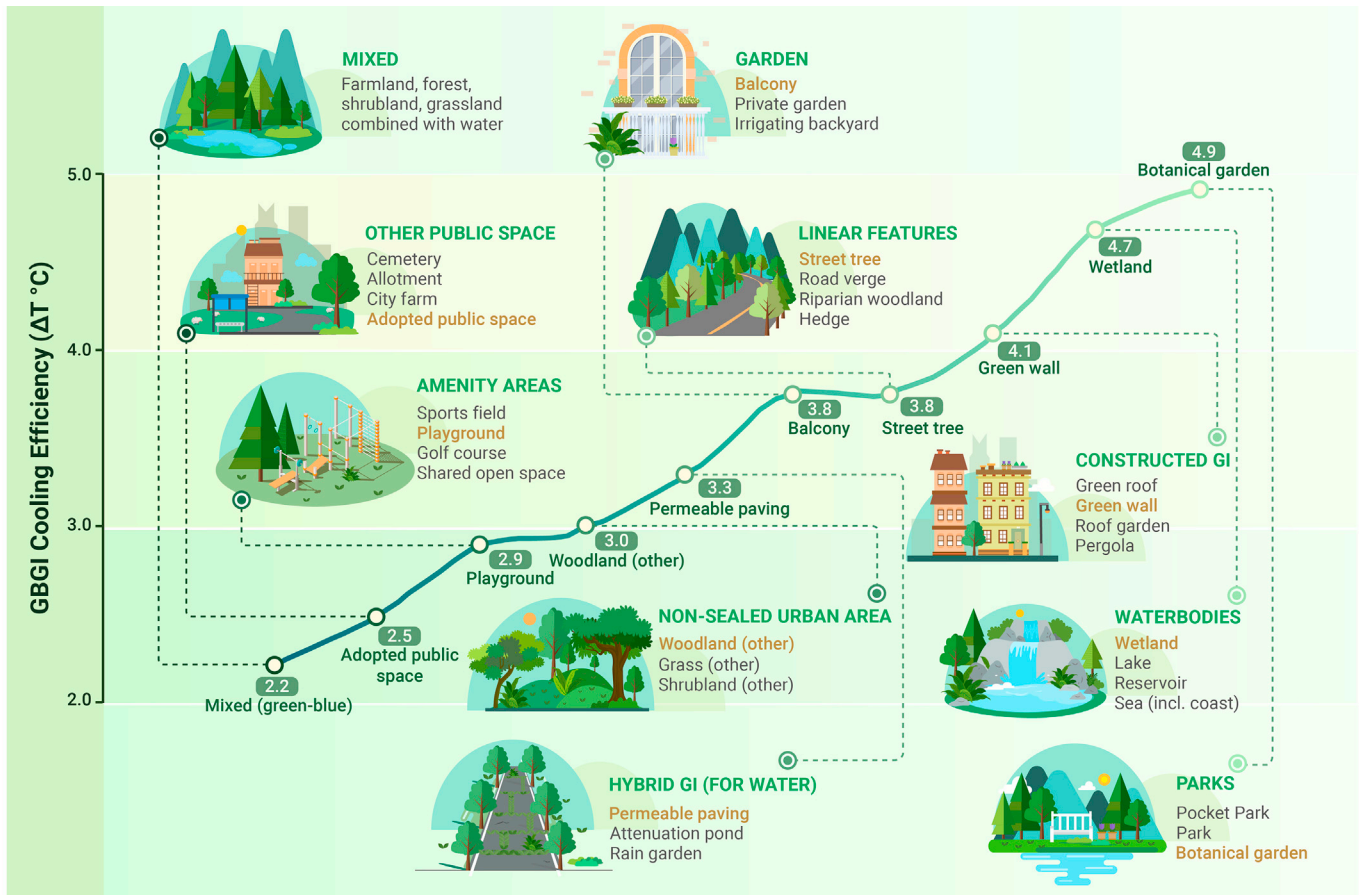 GBGI Cooling Efficiency (ΔT °C)
5.0
4.0
3.0
2.0
MIXED
Farmland, forest,
shrubland, grassland
combined with water
GARDEN
Balcony
Private garden
Irrigating backyard
OTHER PUBLIC SPACE
Cemetery
Allotment
City farm
Adopted public space
LINEAR FEATURES
Street tree
Road verge
Riparian woodland
Hedge
AMENITY AREAS
Sports field
Playground
Golf course
Shared open space
2.2
Mixed (green-blue)
2.5
Adopted public
space
2.9
Playground
3.0
Woodland (other)
3.3
Permeable paving
3.8
Balcony
3.8
Street tree
4.1
Green wall
4.7
Wetland
4.9
Botanical garden
CONSTRUCTED GI
Green roof
Green wall
Roof garden
Pergola
NON-SEALED URBAN AREA
Woodland (other)
Grass (other)
Shrubland (other)
WATERBODIES
Wetland
Lake
Reservoir
Sea (incl. coast)
HYBRID GI (FOR WATER)
Permeable paving
Attenuation pond
Rain garden
PARKS
Pocket Park
Park
Botanical garden